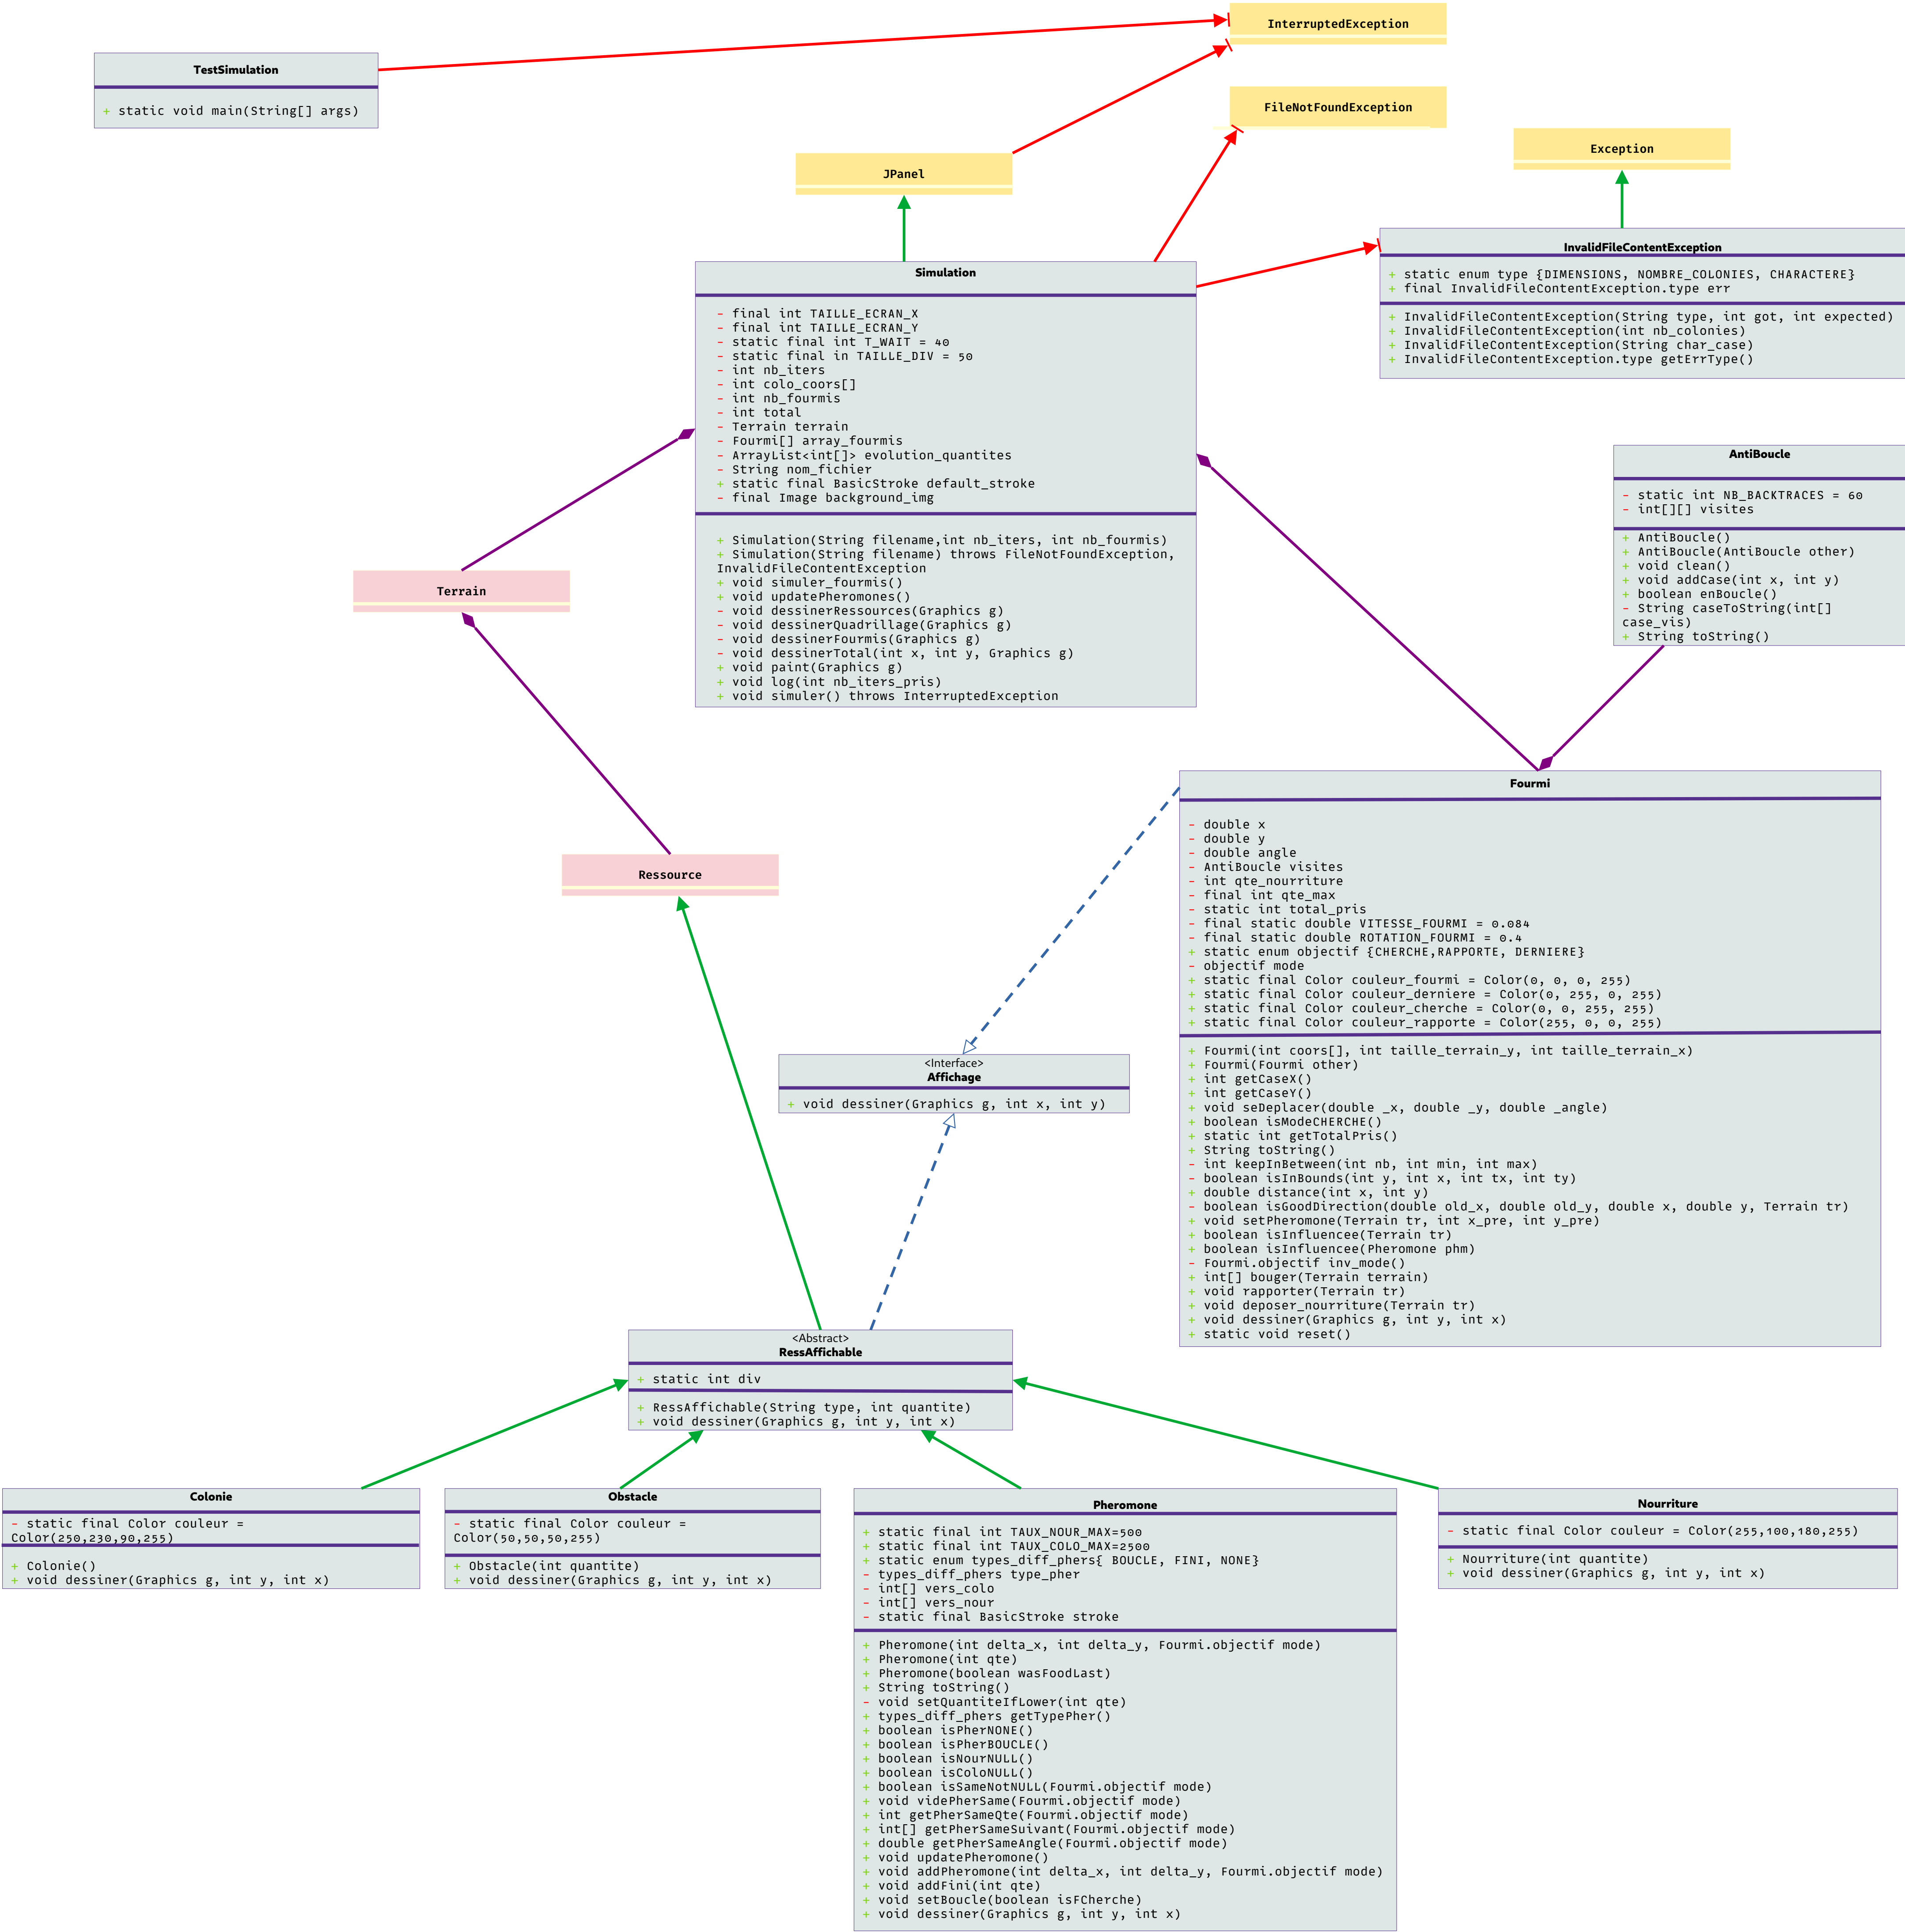 InterruptedException
TestSimulation
+ static void main(String[] args)
FileNotFoundException
Exception
JPanel
InvalidFileContentException
+ static enum type {DIMENSIONS, NOMBRE_COLONIES, CHARACTERE}
+ final InvalidFileContentException.type err
+ InvalidFileContentException(String type, int got, int expected)
+ InvalidFileContentException(int nb_colonies)
+ InvalidFileContentException(String char_case)
+ InvalidFileContentException.type getErrType()
Simulation
- final int TAILLE_ECRAN_X
- final int TAILLE_ECRAN_Y
- static final int T_WAIT = 40
- static final in TAILLE_DIV = 50
- int nb_iters
- int colo_coors[]
- int nb_fourmis
- int total
- Terrain terrain
- Fourmi[] array_fourmis
- ArrayList<int[]> evolution_quantites
- String nom_fichier
+ static final BasicStroke default_stroke
- final Image background_img
+ Simulation(String filename,int nb_iters, int nb_fourmis)
+ Simulation(String filename) throws FileNotFoundException,
InvalidFileContentException
+ void simuler_fourmis()
+ void updatePheromones()
- void dessinerRessources(Graphics g)
- void dessinerQuadrillage(Graphics g)
- void dessinerFourmis(Graphics g)
- void dessinerTotal(int x, int y, Graphics g)
+ void paint(Graphics g)
+ void log(int nb_iters_pris)
+ void simuler() throws InterruptedException
AntiBoucle
- static int NB_BACKTRACES = 60
- int[][] visites
+ AntiBoucle()
+ AntiBoucle(AntiBoucle other)
+ void clean()
+ void addCase(int x, int y)
+ boolean enBoucle()
- String caseToString(int[]
case_vis)
+ String toString()
Terrain
Ressource
Fourmi
- double x
- double y
- double angle
- AntiBoucle visites
- int qte_nourriture
- final int qte_max
- static int total_pris
- final static double VITESSE_FOURMI = 0.084
- final static double ROTATION_FOURMI = 0.4
+ static enum objectif {CHERCHE,RAPPORTE, DERNIERE}
- objectif mode
+ static final Color couleur_fourmi = Color(0, 0, 0, 255)
+ static final Color couleur_derniere = Color(0, 255, 0, 255)
+ static final Color couleur_cherche = Color(0, 0, 255, 255)
+ static final Color couleur_rapporte = Color(255, 0, 0, 255)
+ Fourmi(int coors[], int taille_terrain_y, int taille_terrain_x)
+ Fourmi(Fourmi other)
+ int getCaseX()
+ int getCaseY()
+ void seDeplacer(double _x, double _y, double _angle)
+ boolean isModeCHERCHE()
+ static int getTotalPris()
+ String toString()
- int keepInBetween(int nb, int min, int max)
- boolean isInBounds(int y, int x, int tx, int ty)
+ double distance(int x, int y)
- boolean isGoodDirection(double old_x, double old_y, double x, double y, Terrain tr)
+ void setPheromone(Terrain tr, int x_pre, int y_pre)
+ boolean isInfluencee(Terrain tr)
+ boolean isInfluencee(Pheromone phm)
- Fourmi.objectif inv_mode()
+ int[] bouger(Terrain terrain)
+ void rapporter(Terrain tr)
+ void deposer_nourriture(Terrain tr)
+ void dessiner(Graphics g, int y, int x)
+ static void reset()
<Interface>
Affichage
+ void dessiner(Graphics g, int x, int y)
<Abstract>
RessAffichable
+ static int div
+ RessAffichable(String type, int quantite)
+ void dessiner(Graphics g, int y, int x)
Colonie
- static final Color couleur =
Color(250,230,90,255)
+ Colonie()
+ void dessiner(Graphics g, int y, int x)
Obstacle
- static final Color couleur =
Color(50,50,50,255)
+ Obstacle(int quantite)
+ void dessiner(Graphics g, int y, int x)
Pheromone
+ static final int TAUX_NOUR_MAX=500
+ static final int TAUX_COLO_MAX=2500
+ static enum types_diff_phers{ BOUCLE, FINI, NONE}
- types_diff_phers type_pher
- int[] vers_colo
- int[] vers_nour
- static final BasicStroke stroke
+ Pheromone(int delta_x, int delta_y, Fourmi.objectif mode)
+ Pheromone(int qte)
+ Pheromone(boolean wasFoodLast)
+ String toString()
- void setQuantiteIfLower(int qte)
+ types_diff_phers getTypePher()
+ boolean isPherNONE()
+ boolean isPherBOUCLE()
+ boolean isNourNULL()
+ boolean isColoNULL()
+ boolean isSameNotNULL(Fourmi.objectif mode)
+ void videPherSame(Fourmi.objectif mode)
+ int getPherSameQte(Fourmi.objectif mode)
+ int[] getPherSameSuivant(Fourmi.objectif mode)
+ double getPherSameAngle(Fourmi.objectif mode)
+ void updatePheromone()
+ void addPheromone(int delta_x, int delta_y, Fourmi.objectif mode)
+ void addFini(int qte)
+ void setBoucle(boolean isFCherche)
+ void dessiner(Graphics g, int y, int x)
Nourriture
- static final Color couleur = Color(255,100,180,255)
+ Nourriture(int quantite)
+ void dessiner(Graphics g, int y, int x)